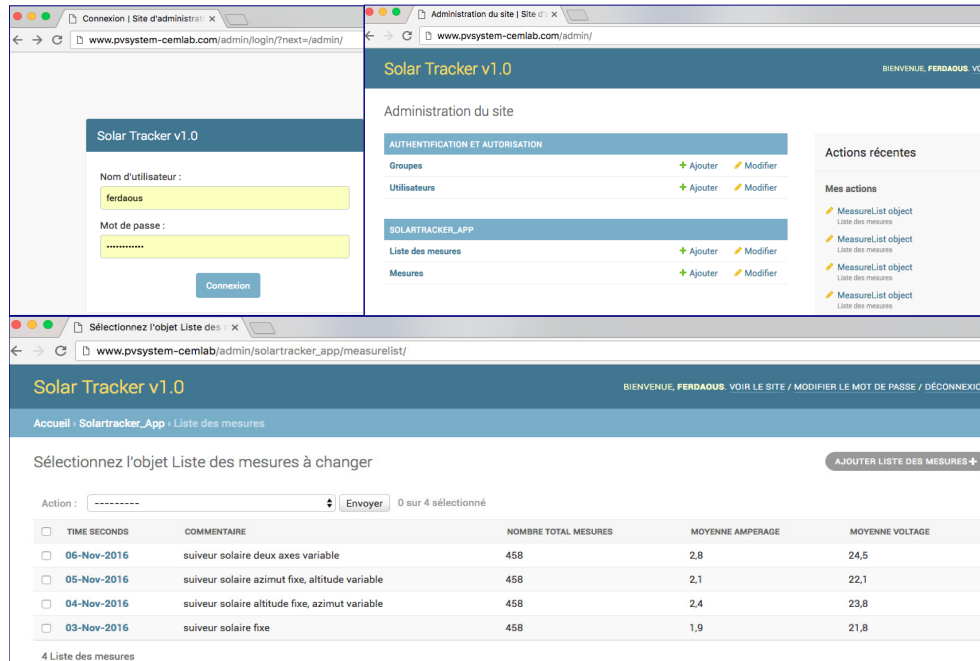 Connexion | Site d'administrati
www.pvsystem-cemlab.com/admin/login/?next=/admin/
Solar Tracker v1.0
Nom d'utilisateur :
ferdaous
Mot de passe :
••••••••••••
Connexion
Administration du site | Site d'
www.pvsystem-cemlab.com/admin/
Solar Tracker v1.0
BIENVENUE, FERDAOUS. VO
Administration du site
AUTHENTIFICATION ET AUTORISATION
Groupes + Ajouter Modifier
Utilisateurs + Ajouter Modifier
SOLARTRACKER_APP
Liste des mesures + Ajouter Modifier
Mesures + Ajouter Modifier
Actions récentes
Mes actions
MeasureList object
Liste des mesures
MeasureList object
Liste des mesures
MeasureList object
Liste des mesures
MeasureList object
Liste des mesures
Sélectionnez l'objet Liste des
www.pvsystem-cemlab/admin/solartracker_app/measurelist/
Solar Tracker v1.0
BIENVENUE, FERDAOUS. VOIR LE SITE / MODIFIER LE MOT DE PASSE / DÉCONNEXIO
Accueil › Solartracker_App › Liste des mesures
Sélectionnez l'objet Liste des mesures à changer
AJOUTER LISTE DES MESURES +
Action : --------- Envoyer 0 sur 4 sélectionné
TIME SECONDS COMMENTAIRE NOMBRE TOTAL MESURES MOYENNE AMPERAGE MOYENNE VOLTAGE
06-Nov-2016 suiveur solaire deux axes variable 458 2,8 24,5
05-Nov-2016 suiveur solaire azimut fixe, altitude variable 458 2,1 22,1
04-Nov-2016 suiveur solaire altitude fixe, azimut variable 458 2,4 23,8
03-Nov-2016 suiveur solaire fixe 458 1,9 21,8
4 Liste des mesures